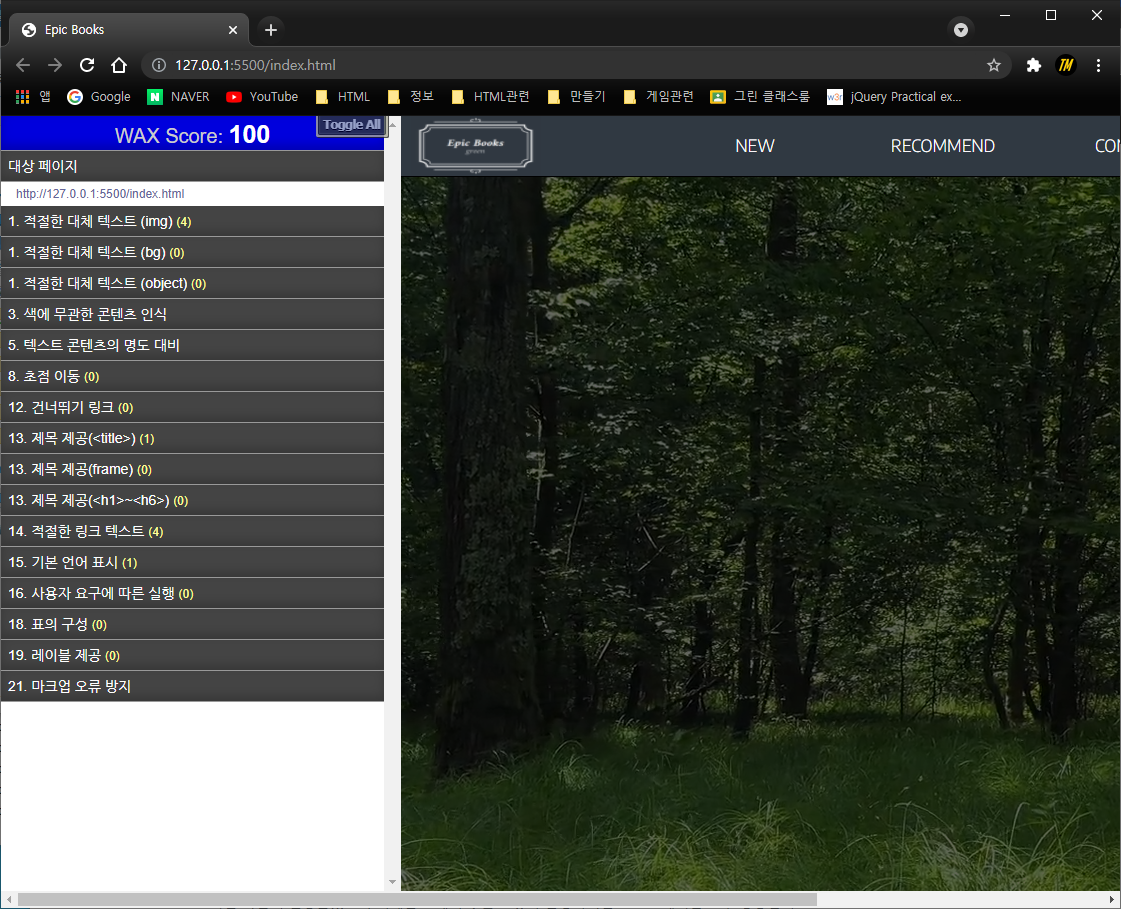 Epic Books
127.0.0.1:5500/index.html
앱 Google NAVER YouTube HTML 정보 HTML관련 만들기 게임관련 그린 클래스룸 jQuery Practical ex...
WAX Score: 100 Toggle All
대상 페이지
http://127.0.0.1:5500/index.html
1. 적절한 대체 텍스트 (img) (4)
1. 적절한 대체 텍스트 (bg) (0)
1. 적절한 대체 텍스트 (object) (0)
3. 색에 무관한 콘텐츠 인식
5. 텍스트 콘텐츠의 명도 대비
8. 초점 이동 (0)
12. 건너뛰기 링크 (0)
13. 제목 제공(<title>) (1)
13. 제목 제공(frame) (0)
13. 제목 제공(<h1>~<h6>) (0)
14. 적절한 링크 텍스트 (4)
15. 기본 언어 표시 (1)
16. 사용자 요구에 따른 실행 (0)
18. 표의 구성 (0)
19. 레이블 제공 (0)
21. 마크업 오류 방지
Epic Books
NEW RECOMMEND CON